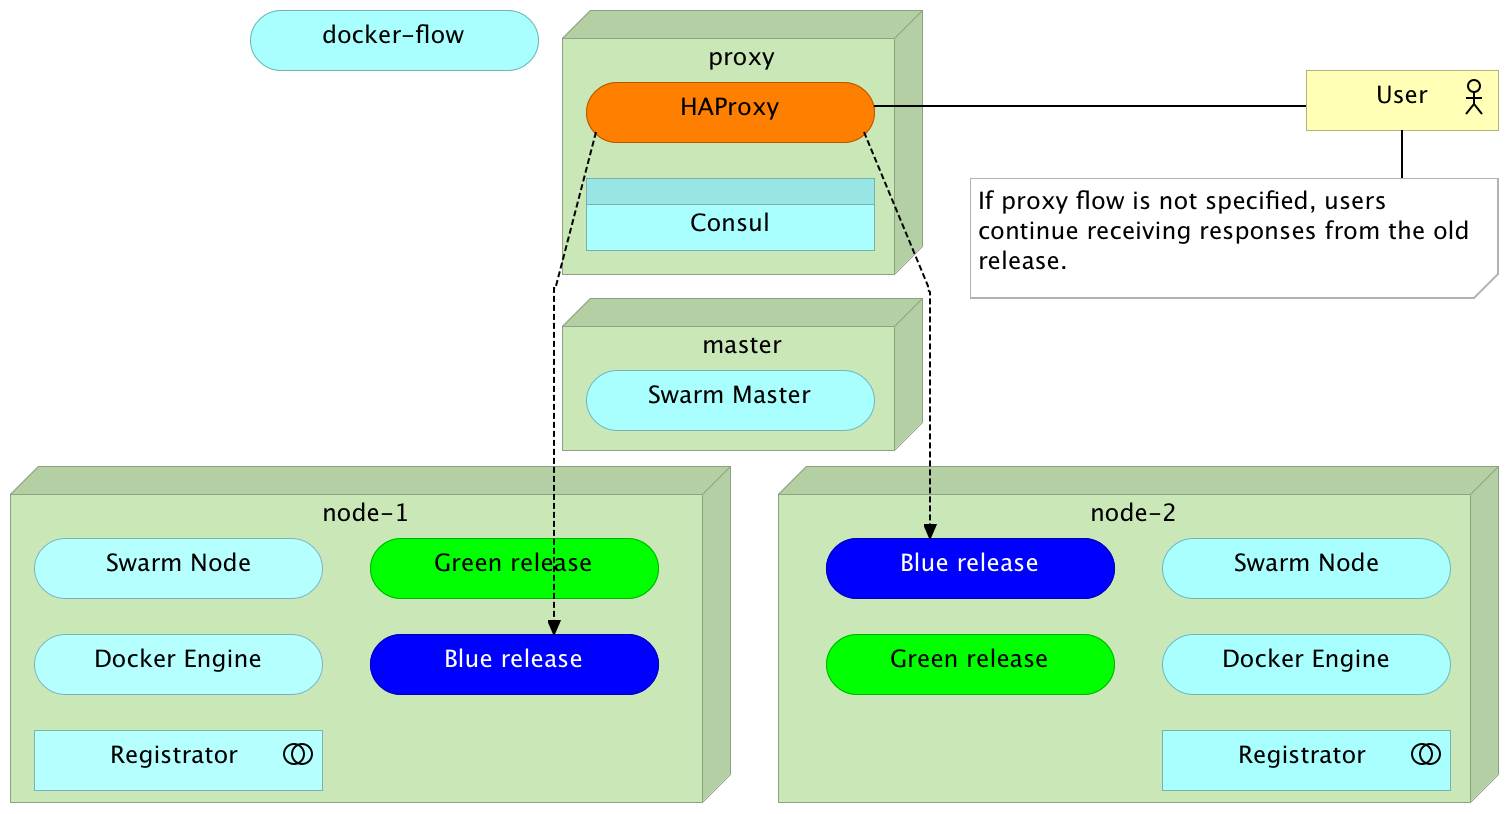 docker-flow
proxy
HAProxy
User
Consul
If proxy flow is not specified, users
continue receiving responses from the old
release.
master
Swarm Master
node-1
Swarm Node
Green release
Docker Engine
Blue release
Registrator
node-2
Blue release
Swarm Node
Green release
Docker Engine
Registrator